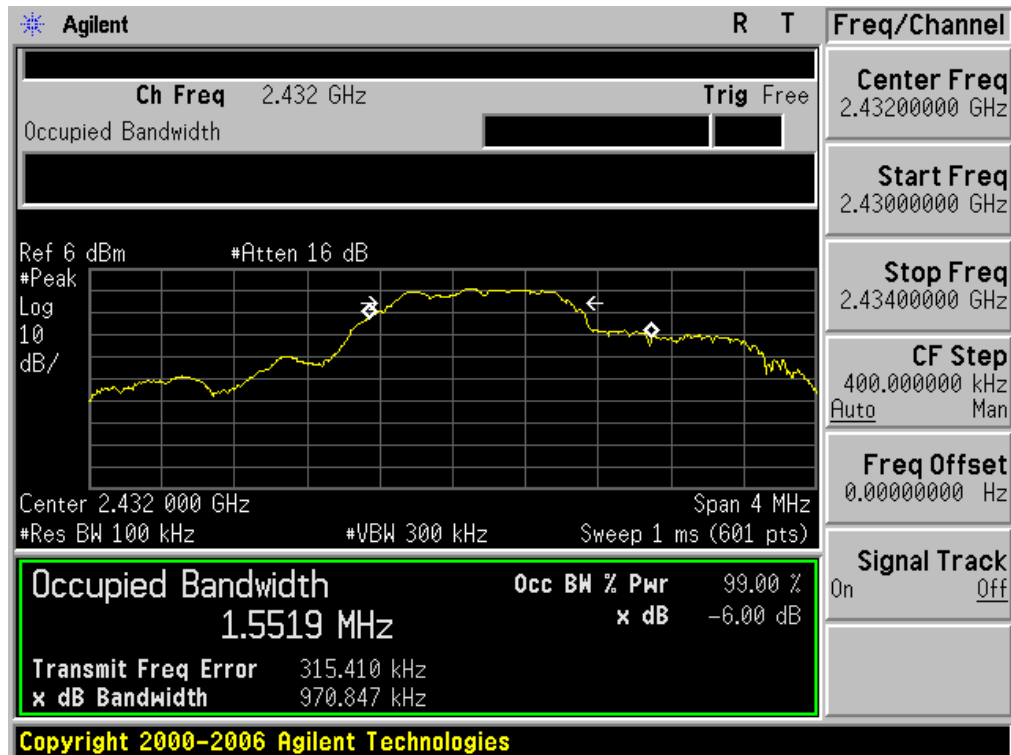 Agilent R T
Freq/Channel
Ch Freq 2.432 GHz Trig Free
Occupied Bandwidth
Ref 6 dBm #Atten 16 dB
#Peak
Log
10
dB/
Center 2.432 000 GHz Span 4 MHz
#Res BW 100 kHz #VBW 300 kHz Sweep 1 ms (601 pts)
Occupied Bandwidth
1.5519 MHz
Occ BW % Pwr 99.00 %
x dB -6.00 dB
Transmit Freq Error 315.410 kHz
x dB Bandwidth 970.847 kHz
Center Freq
2.43200000 GHz
Start Freq
2.43000000 GHz
Stop Freq
2.43400000 GHz
CF Step
400.000000 kHz
Auto Man
Freq Offset
0.00000000 Hz
Signal Track
On Off
Copyright 2000-2006 Agilent Technologies